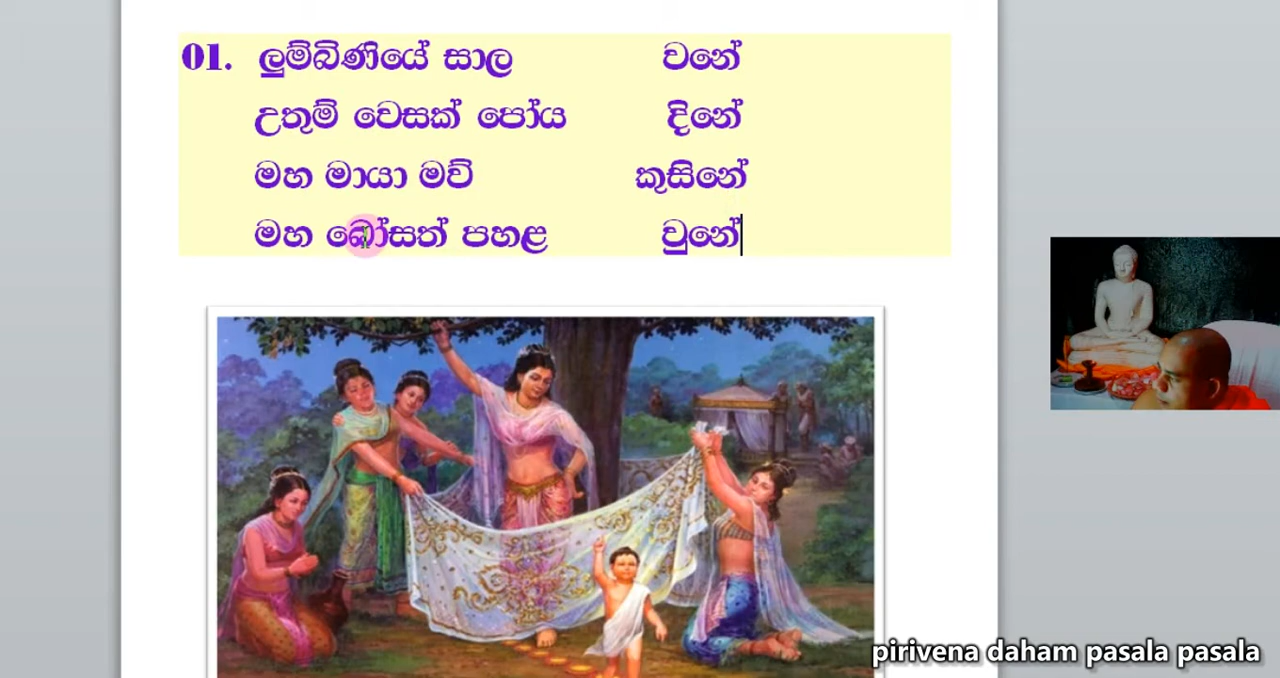 01. ලුම්බිණියේ සාල වනේ
උතුම් වෙසක් පෝය දිනේ
මහ මායා මව් කුසිනේ
මහ බෝසත් පහළ වුනේ
pirivena daham pasala pasala